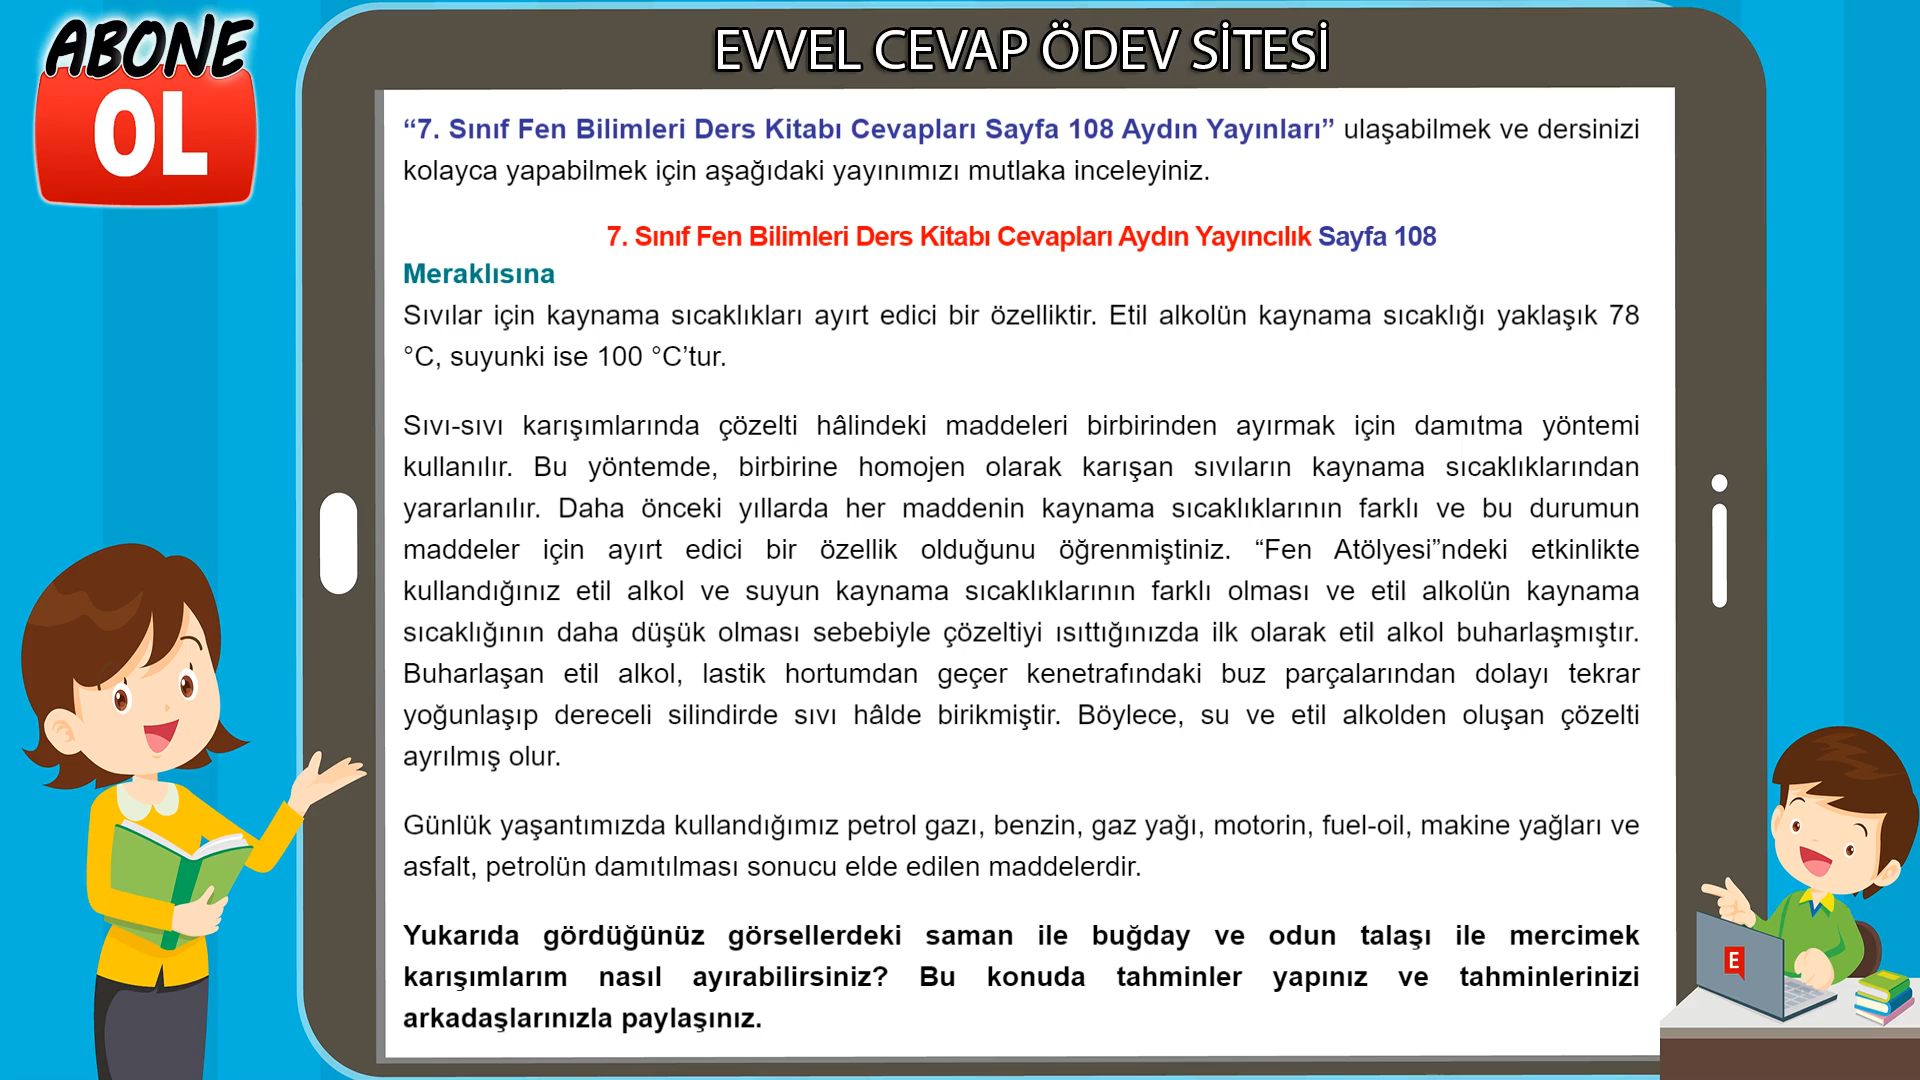 ABONE
OL
EVVEL CEVAP ÖDEV SİTESİ
“7. Sınıf Fen Bilimleri Ders Kitabı Cevapları Sayfa 108 Aydın Yayınları” ulaşabilmek ve dersinizi
kolayca yapabilmek için aşağıdaki yayınımızı mutlaka inceleyiniz.
7. Sınıf Fen Bilimleri Ders Kitabı Cevapları Aydın Yayıncılık Sayfa 108
Meraklısına
Sıvılar için kaynama sıcaklıkları ayırt edici bir özelliktir. Etil alkolün kaynama sıcaklığı yaklaşık 78
°C, suyunki ise 100 °C’tur.
Sıvı-sıvı karışımlarında çözelti hâlindeki maddeleri birbirinden ayırmak için damıtma yöntemi
kullanılır. Bu yöntemde, birbirine homojen olarak karışan sıvıların kaynama sıcaklıklarından
yararlanılır. Daha önceki yıllarda her maddenin kaynama sıcaklıklarının farklı ve bu durumun
maddeler için ayırt edici bir özellik olduğunu öğrenmiştiniz. “Fen Atölyesi”ndeki etkinlikte
kullandığınız etil alkol ve suyun kaynama sıcaklıklarının farklı olması ve etil alkolün kaynama
sıcaklığının daha düşük olması sebebiyle çözeltiyi ısıttığınızda ilk olarak etil alkol buharlaşmıştır.
Buharlaşan etil alkol, lastik hortumdan geçer kenetrafındaki buz parçalarından dolayı tekrar
yoğunlaşıp dereceli silindirde sıvı hâlde birikmiştir. Böylece, su ve etil alkolden oluşan çözelti
ayrılmış olur.
Günlük yaşantımızda kullandığımız petrol gazı, benzin, gaz yağı, motorin, fuel-oil, makine yağları ve
asfalt, petrolün damıtılması sonucu elde edilen maddelerdir.
Yukarıda gördüğünüz görsellerdeki saman ile buğday ve odun talaşı ile mercimek
karışımlarım nasıl ayırabilirsiniz? Bu konuda tahminler yapınız ve tahminlerinizi
arkadaşlarınızla paylaşınız.
E